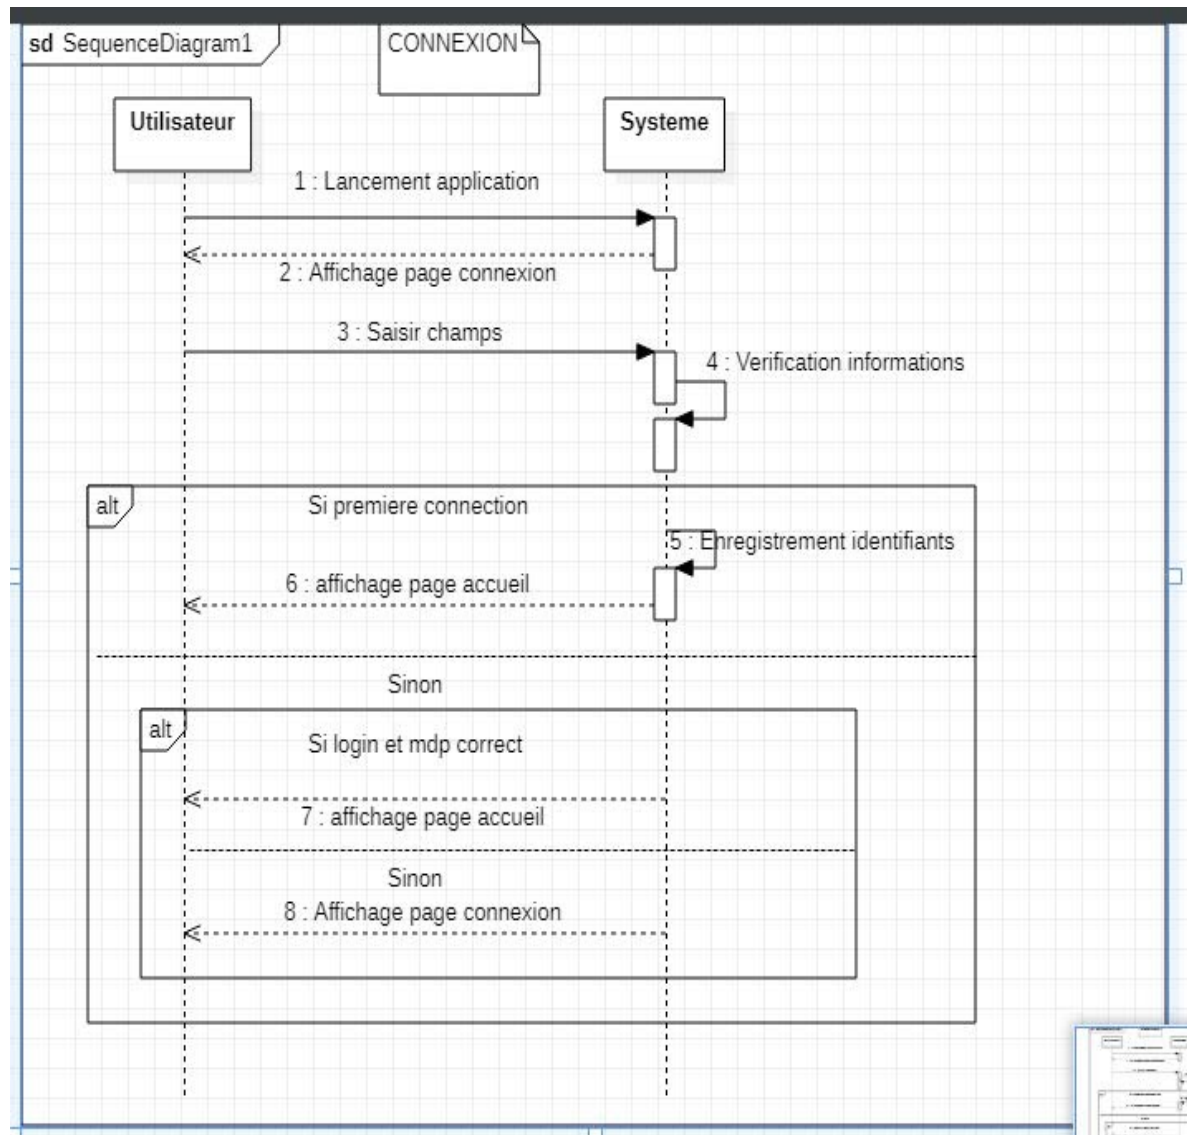 sd SequenceDiagram1
CONNEXION
Utilisateur
Systeme
1 : Lancement application
2 : Affichage page connexion
3 : Saisir champs
4 : Verification informations
alt
Si premiere connection
5 : Enregistrement identifiants
6 : affichage page accueil
Sinon
alt
Si login et mdp correct
7 : affichage page accueil
Sinon
8 : Affichage page connexion